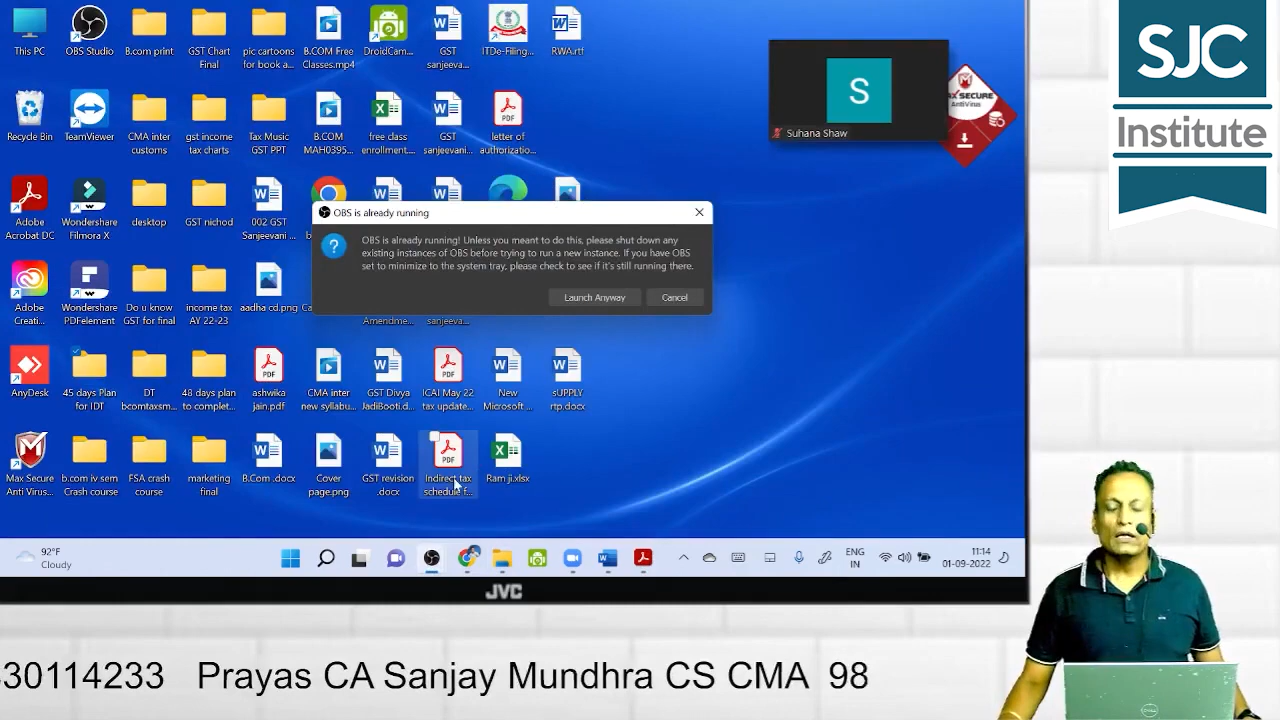 This PC
OBS Studio
B.com print
GST Chart
Final
pic cartoons
for book a...
B.COM Free
Classes.mp4
DroidCam...
GST
sanjeeva...
ITDe-Filing...
RWA.rtf
Recycle Bin
TeamViewer
CMA inter
customs
gst income
tax charts
Tax Music
GST PPT
B.COM
MAH0395...
free class
enrollment....
GST
sanjeevani...
letter of
authorizatio...
S
Suhana Shaw
MAX SECURE
AntiVirus
SJC
Institute
Adobe
Acrobat DC
Wondershare
Filmora X
desktop
GST nichod
002 GST
Sanjeevani ...
OBS is already running
OBS is already running! Unless you meant to do this, please shut down any
existing instances of OBS before trying to run a new instance. If you have OBS
set to minimize to the system tray, please check to see if it's still running there.
Launch Anyway
Cancel
Adobe
Creati...
Wondershare
PDFelement
Do u know
GST for final
income tax
AY 22-23
aadha cd.png
Amendme...
sanjeeva...
AnyDesk
45 days Plan
for IDT
DT
bcomtaxsm...
48 days plan
to complet...
ashwika
jain.pdf
CMA inter
new syllabu...
GST Divya
JadiBooti.d...
ICAI May 22
tax update...
New
Microsoft ...
sUPPLY
rtp.docx
Max Secure
Anti Virus...
b.com iv sem
Crash course
FSA crash
course
marketing
final
B.Com .docx
Cover
page.png
GST revision
.docx
Indirect tax
schedule f...
Ram ji.xlsx
92°F
Cloudy
ENG
IN
11:14
01-09-2022
JVC
30114233 Prayas CA Sanjay Mundhra CS CMA 98